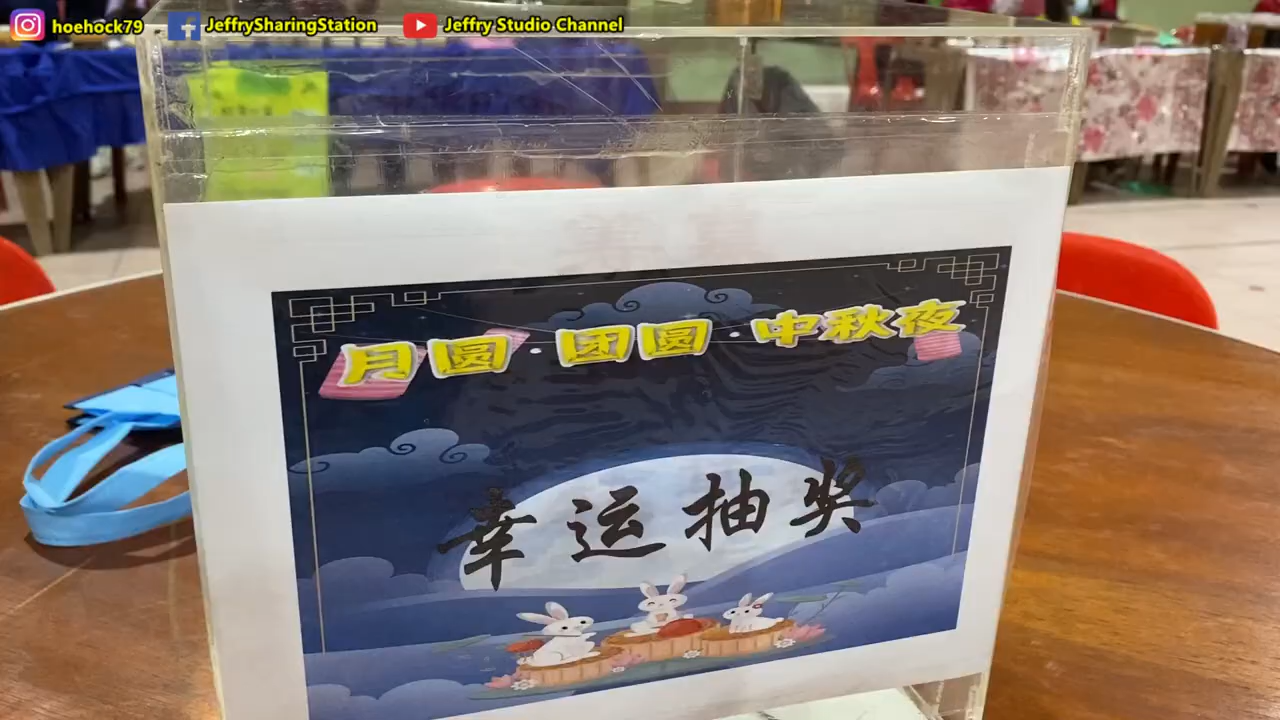 hoehock79 JeffrySharingStation Jeffry Studio Channel
月圆·团圆·中秋夜
幸运抽奖